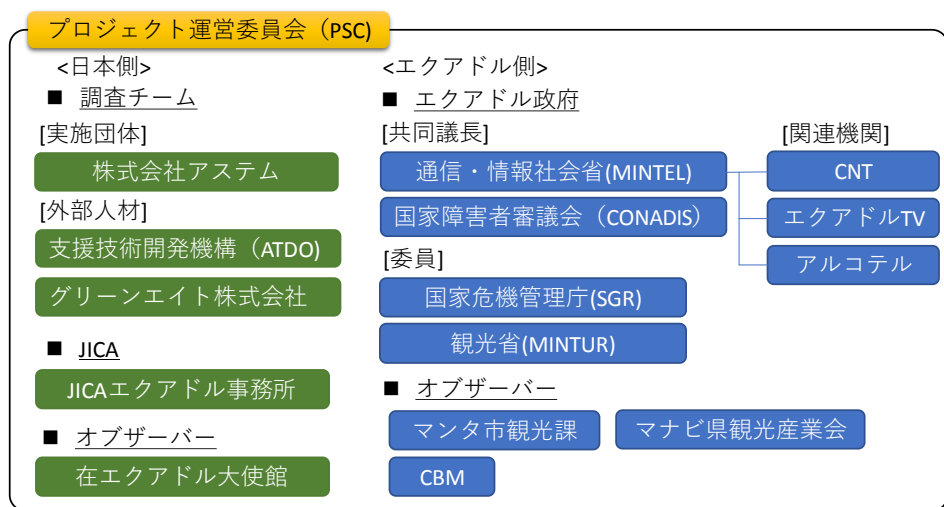 プロジェクト運営委員会（PSC)
<日本側>
■ 調査チーム
[実施団体]
株式会社アステム
[外部人材]
支援技術開発機構（ATDO)
グリーンエイト株式会社
■ JICA
JICAエクアドル事務所
■ オブザーバー
在エクアドル大使館
<エクアドル側>
■ エクアドル政府
[共同議長]
通信・情報社会省(MINTEL)
国家障害者審議会（CONADIS）
[委員]
国家危機管理庁(SGR)
観光省(MINTUR)
■ オブザーバー
マンタ市観光課
マナビ県観光産業会
CBM
[関連機関]
CNT
エクアドルTV
アルコテル